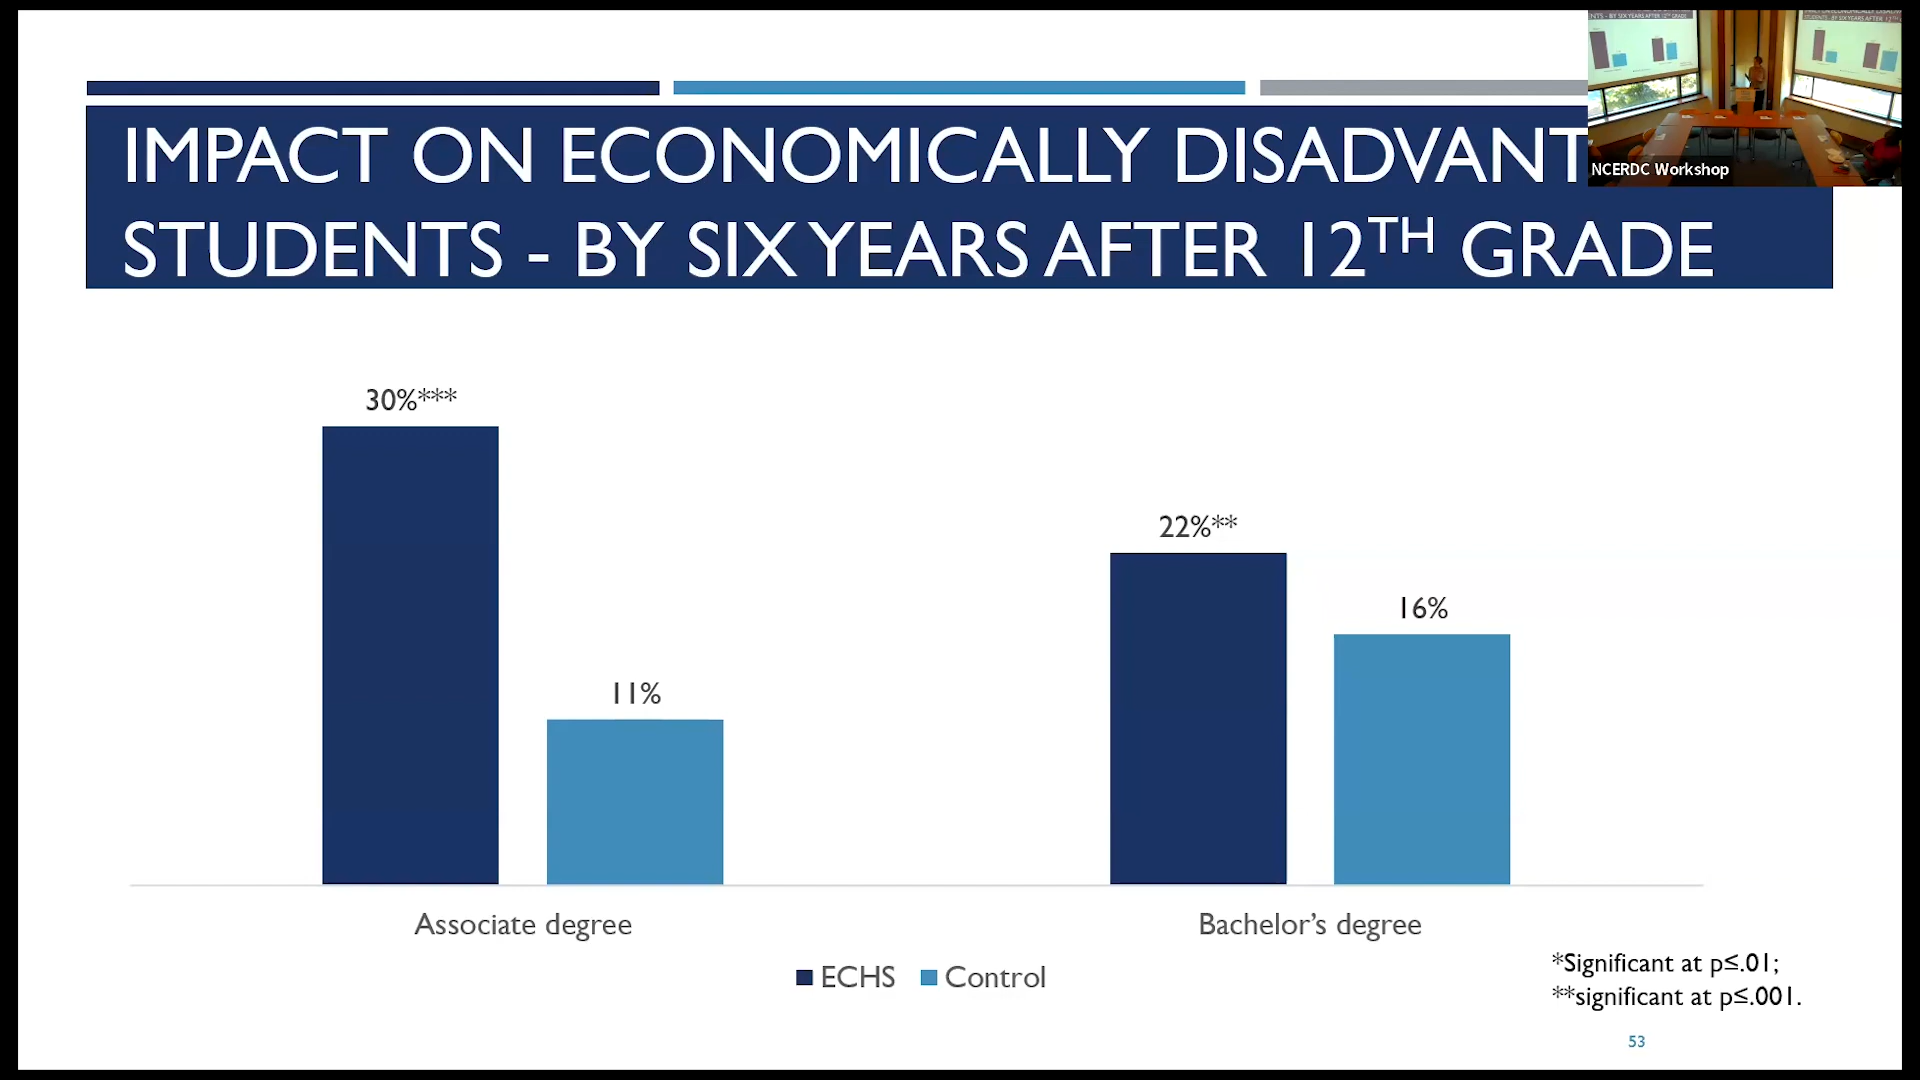 IMPACT ON ECONOMICALLY DISADVANT
STUDENTS - BY SIX YEARS AFTER 12TH GRADE
NCERDC Workshop
30%***
11%
22%**
16%
Associate degree
Bachelor's degree
ECHS
Control
*Significant at p≤.01;
**significant at p≤.001.
53